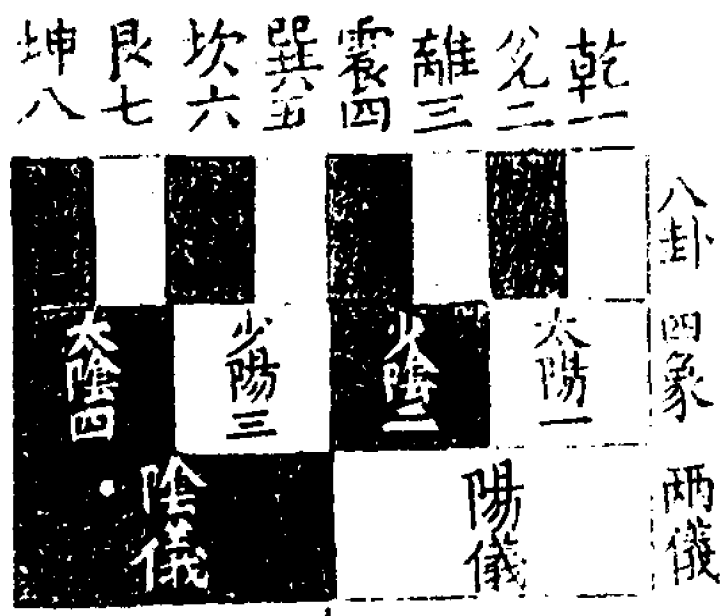 乾一
兌二
離三
震四
巽五
坎六
艮七
坤八
八卦
四象
太陽一
少陰二
少陽三
太陰四
兩儀
陽儀
陰儀